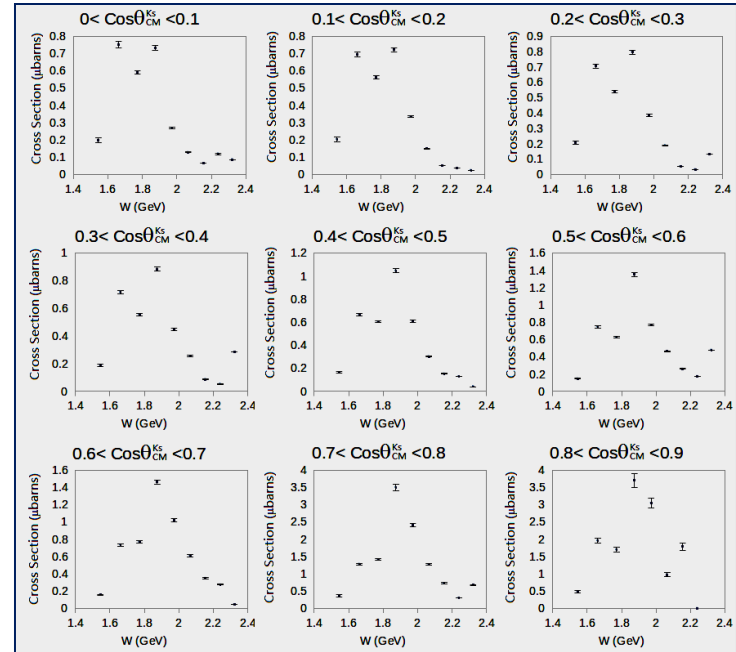 0< CosθKsCM <0.1
0.1< CosθKsCM <0.2
0.2< CosθKsCM <0.3
Cross Section (μbarns)
0.8
0.7
0.6
0.5
0.4
0.3
0.2
0.1
0
1.4 1.6 1.8 2 2.2 2.4
W (GeV)
Cross Section (μbarns)
0.8
0.7
0.6
0.5
0.4
0.3
0.2
0.1
0
1.4 1.6 1.8 2 2.2 2.4
W (GeV)
Cross Section (μbarns)
0.9
0.8
0.7
0.6
0.5
0.4
0.3
0.2
0.1
0
1.4 1.6 1.8 2 2.2 2.4
W (GeV)
0.3< CosθKsCM <0.4
0.4< CosθKsCM <0.5
0.5< CosθKsCM <0.6
Cross Section (μbarns)
1
0.8
0.6
0.4
0.2
0
1.4 1.6 1.8 2 2.2 2.4
W (GeV)
Cross Section (μbarns)
1.2
1
0.8
0.6
0.4
0.2
0
1.4 1.6 1.8 2 2.2 2.4
W (GeV)
Cross Section (μbarns)
1.6
1.4
1.2
1
0.8
0.6
0.4
0.2
0
1.4 1.6 1.8 2 2.2 2.4
W (GeV)
0.6< CosθKsCM <0.7
0.7< CosθKsCM <0.8
0.8< CosθKsCM <0.9
Cross Section (μbarns)
1.6
1.4
1.2
1
0.8
0.6
0.4
0.2
0
1.4 1.6 1.8 2 2.2 2.4
W (GeV)
Cross Section (μbarns)
4
3.5
3
2.5
2
1.5
1
0.5
0
1.4 1.6 1.8 2 2.2 2.4
W (GeV)
Cross Section (μbarns)
4
3.5
3
2.5
2
1.5
1
0.5
0
1.4 1.6 1.8 2 2.2 2.4
W (GeV)